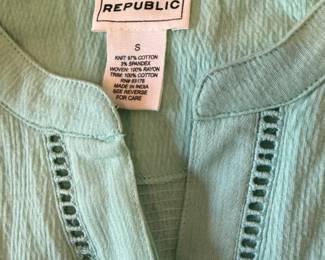 REPUBLIC
S
KNIT 97% COTTON
3% SPANDEX
WOVEN: 100% RAYON
TRIM: 100% COTTON
RN# 69178
MADE IN INDIA
SEE REVERSE
FOR CARE